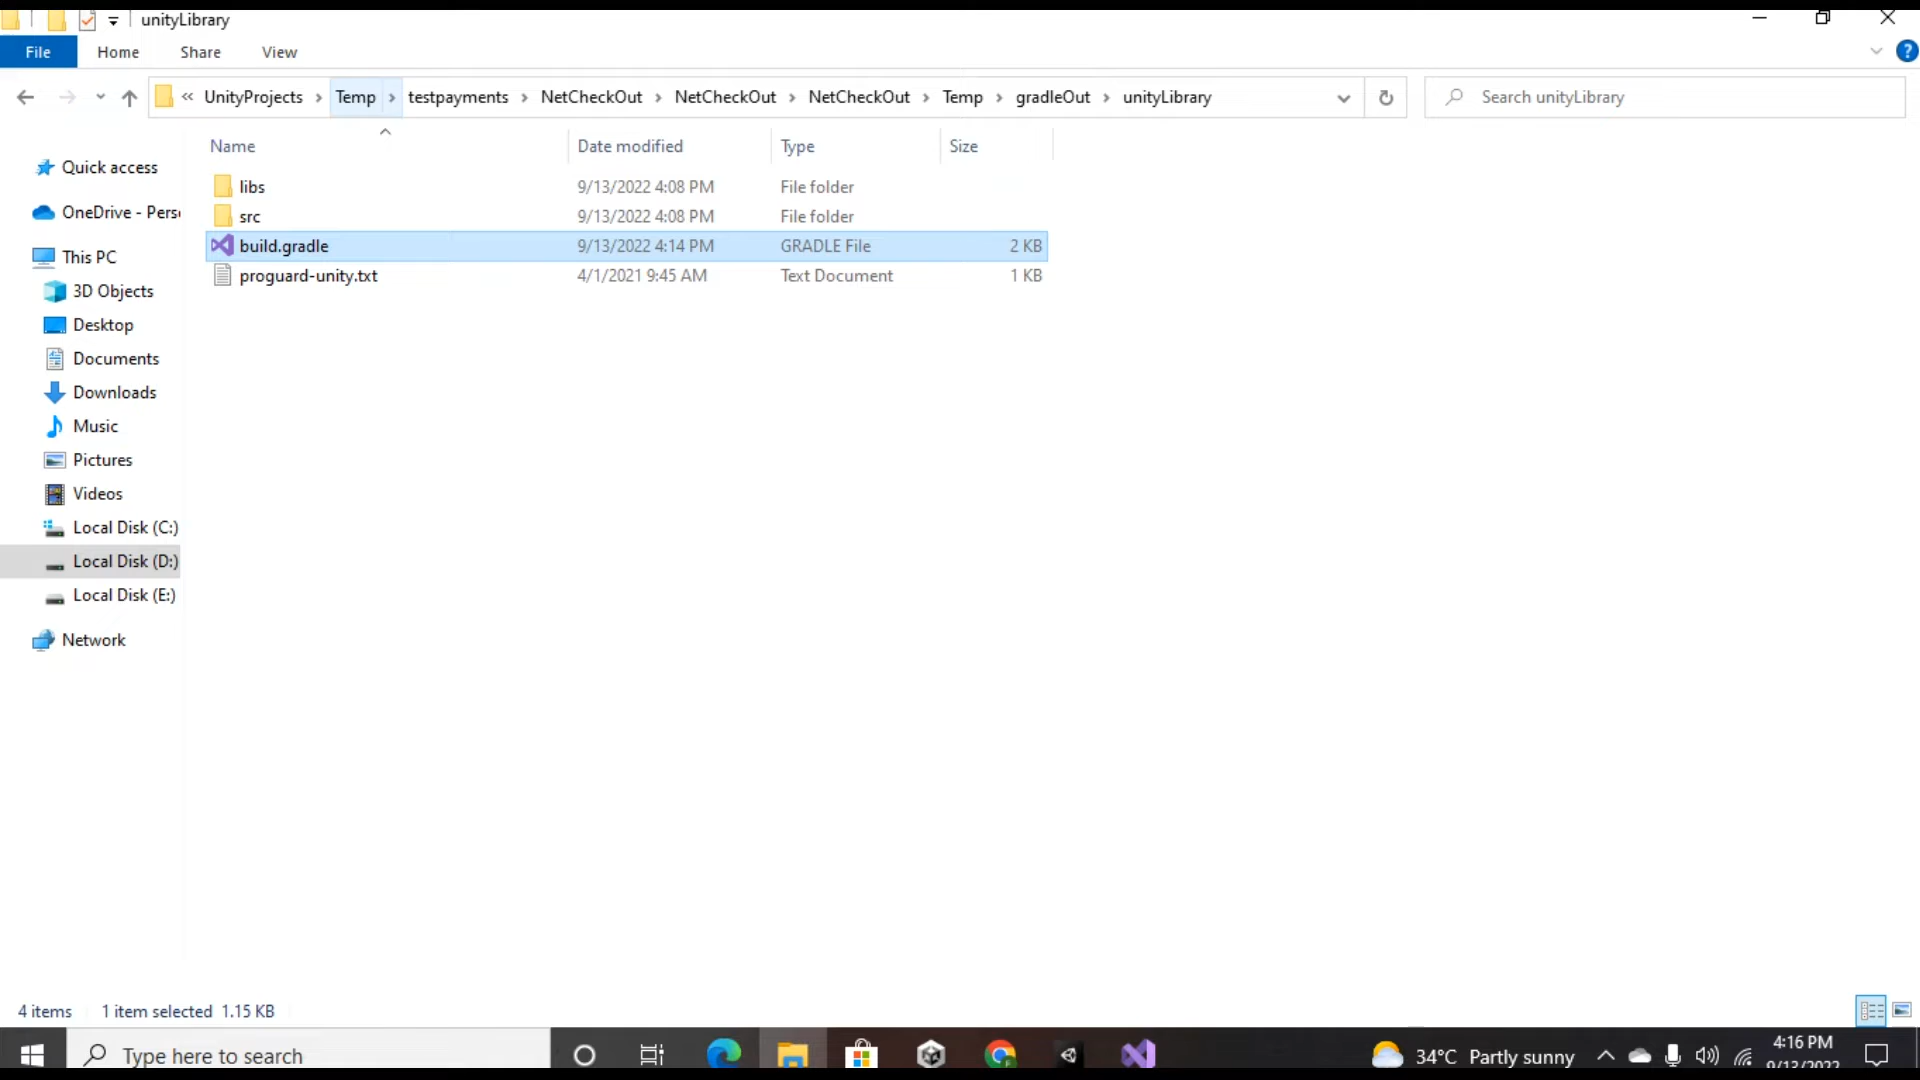 unityLibrary
File Home Share View
« UnityProjects › Temp › testpayments › NetCheckOut › NetCheckOut › NetCheckOut › Temp › gradleOut › unityLibrary
Search unityLibrary
Name Date modified Type Size
libs 9/13/2022 4:08 PM File folder
src 9/13/2022 4:08 PM File folder
build.gradle 9/13/2022 4:14 PM GRADLE File 2 KB
proguard-unity.txt 4/1/2021 9:45 AM Text Document 1 KB
Quick access
OneDrive - Pers
This PC
3D Objects
Desktop
Documents
Downloads
Music
Pictures
Videos
Local Disk (C:)
Local Disk (D:)
Local Disk (E:)
Network
4 items 1 item selected 1.15 KB
Type here to search
34°C Partly sunny
4:16 PM
9/13/2022